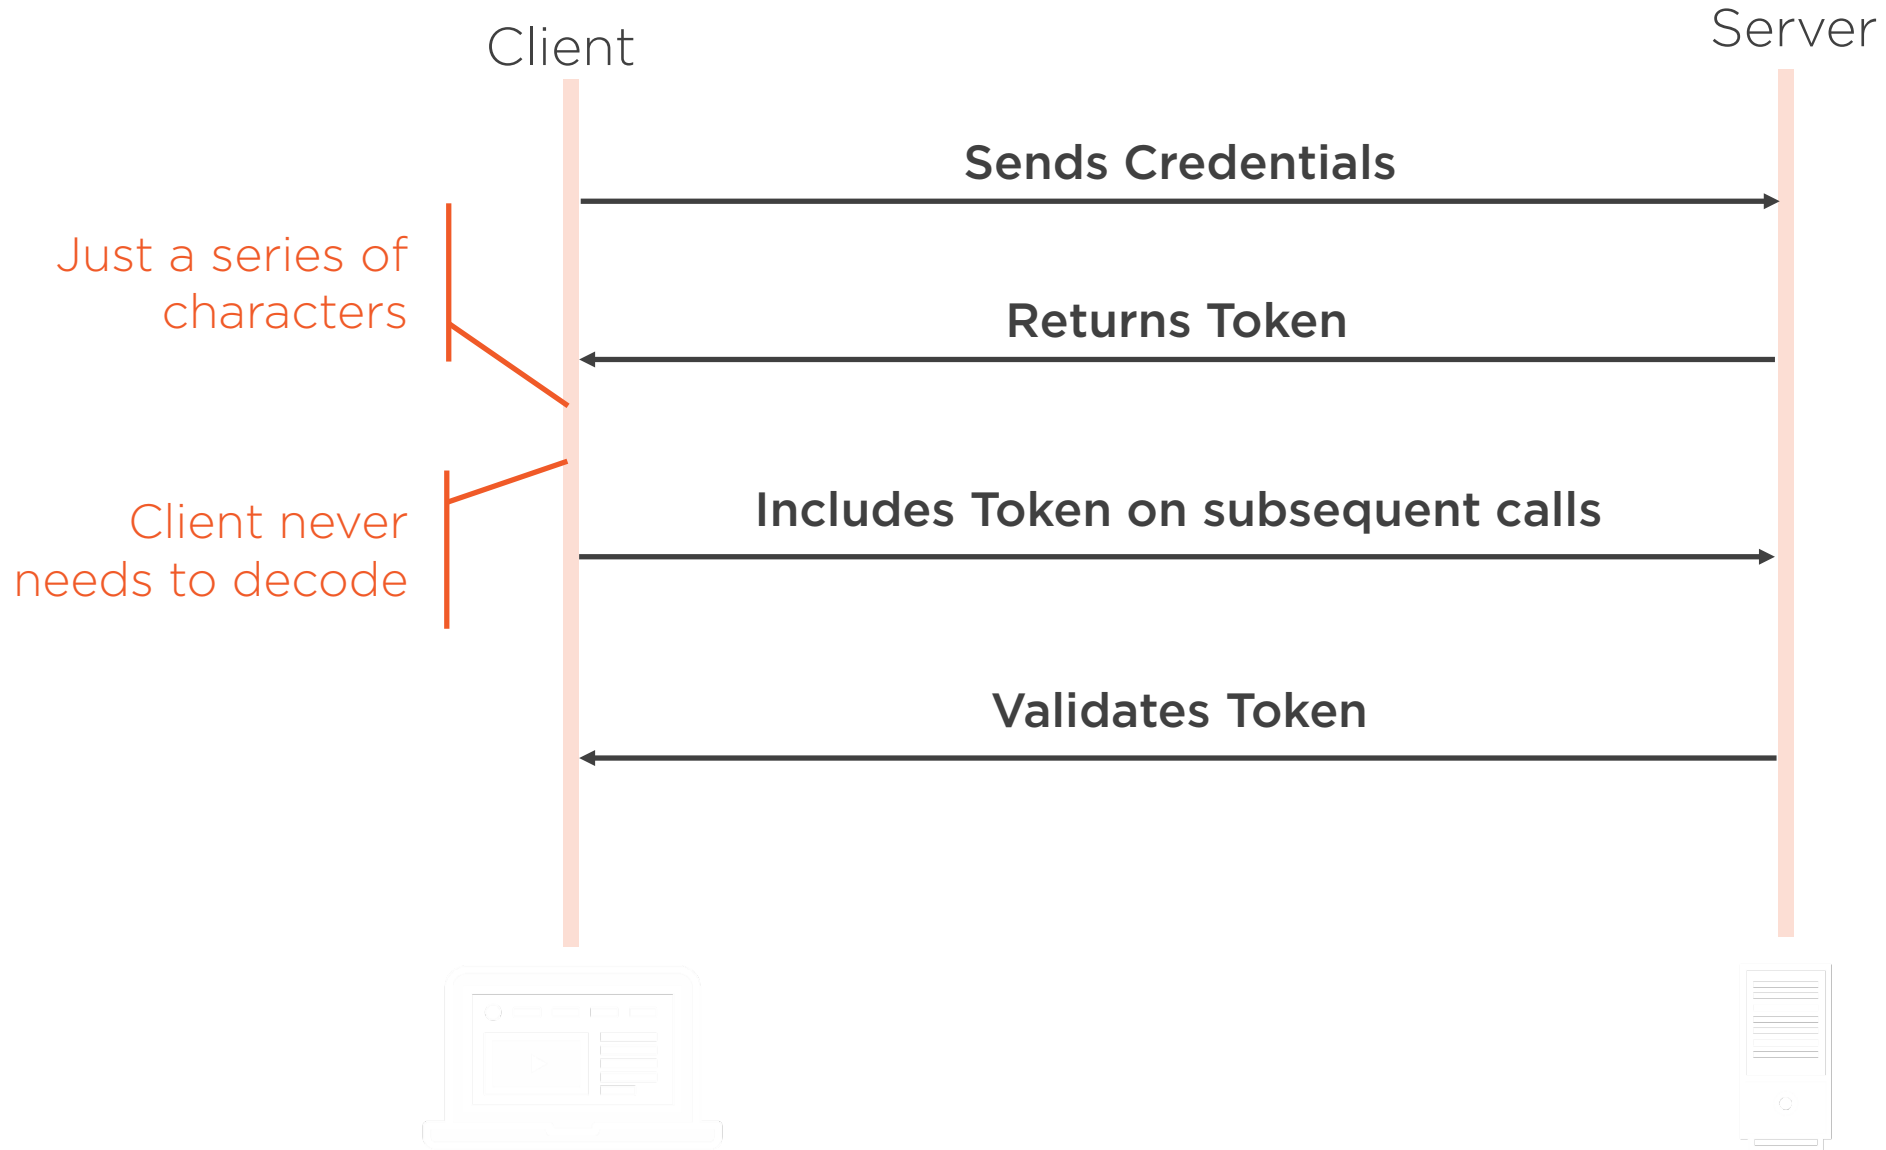 Client
Server
Sends Credentials
Just a series of
characters
Returns Token
Includes Token on subsequent calls
Client never
needs to decode
Validates Token